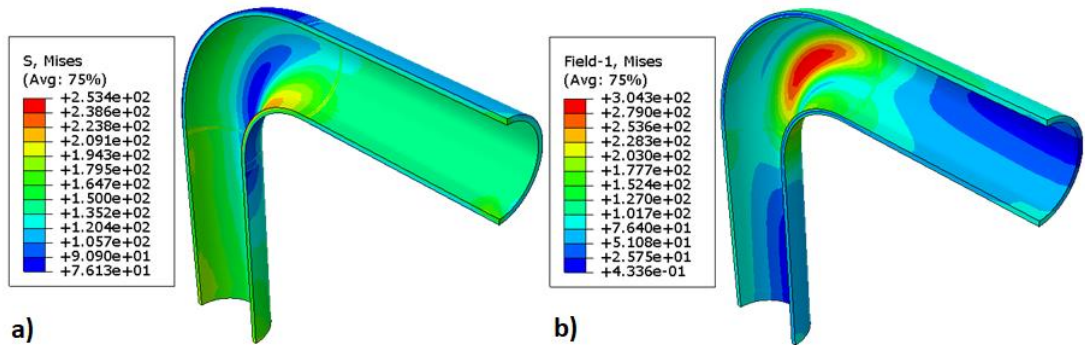 S, Mises
(Avg: 75%)
+2.534e+02
+2.386e+02
+2.238e+02
+2.091e+02
+1.943e+02
+1.795e+02
+1.647e+02
+1.500e+02
+1.352e+02
+1.204e+02
+1.057e+02
+9.090e+01
+7.613e+01
a)
Field-1, Mises
(Avg: 75%)
+3.043e+02
+2.790e+02
+2.536e+02
+2.283e+02
+2.030e+02
+1.777e+02
+1.524e+02
+1.270e+02
+1.017e+02
+7.640e+01
+5.108e+01
+2.575e+01
+4.336e-01
b)